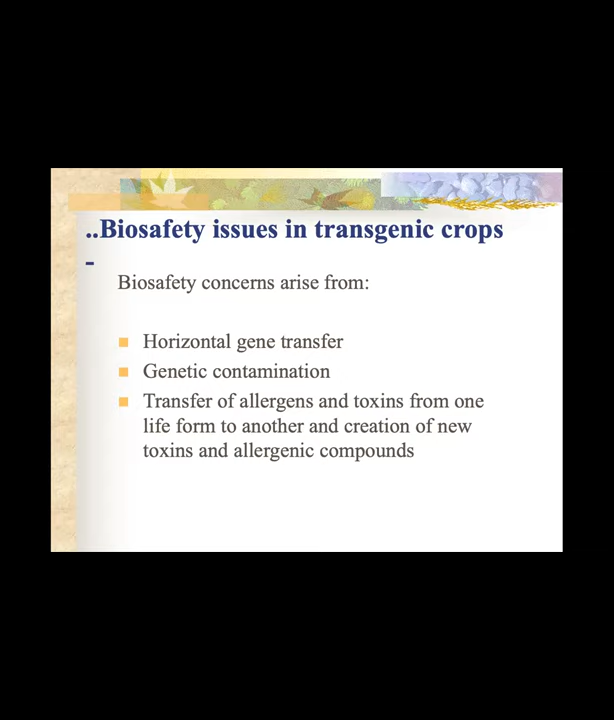 ..Biosafety issues in transgenic crops
-
Biosafety concerns arise from:
Horizontal gene transfer
Genetic contamination
Transfer of allergens and toxins from one
life form to another and creation of new
toxins and allergenic compounds